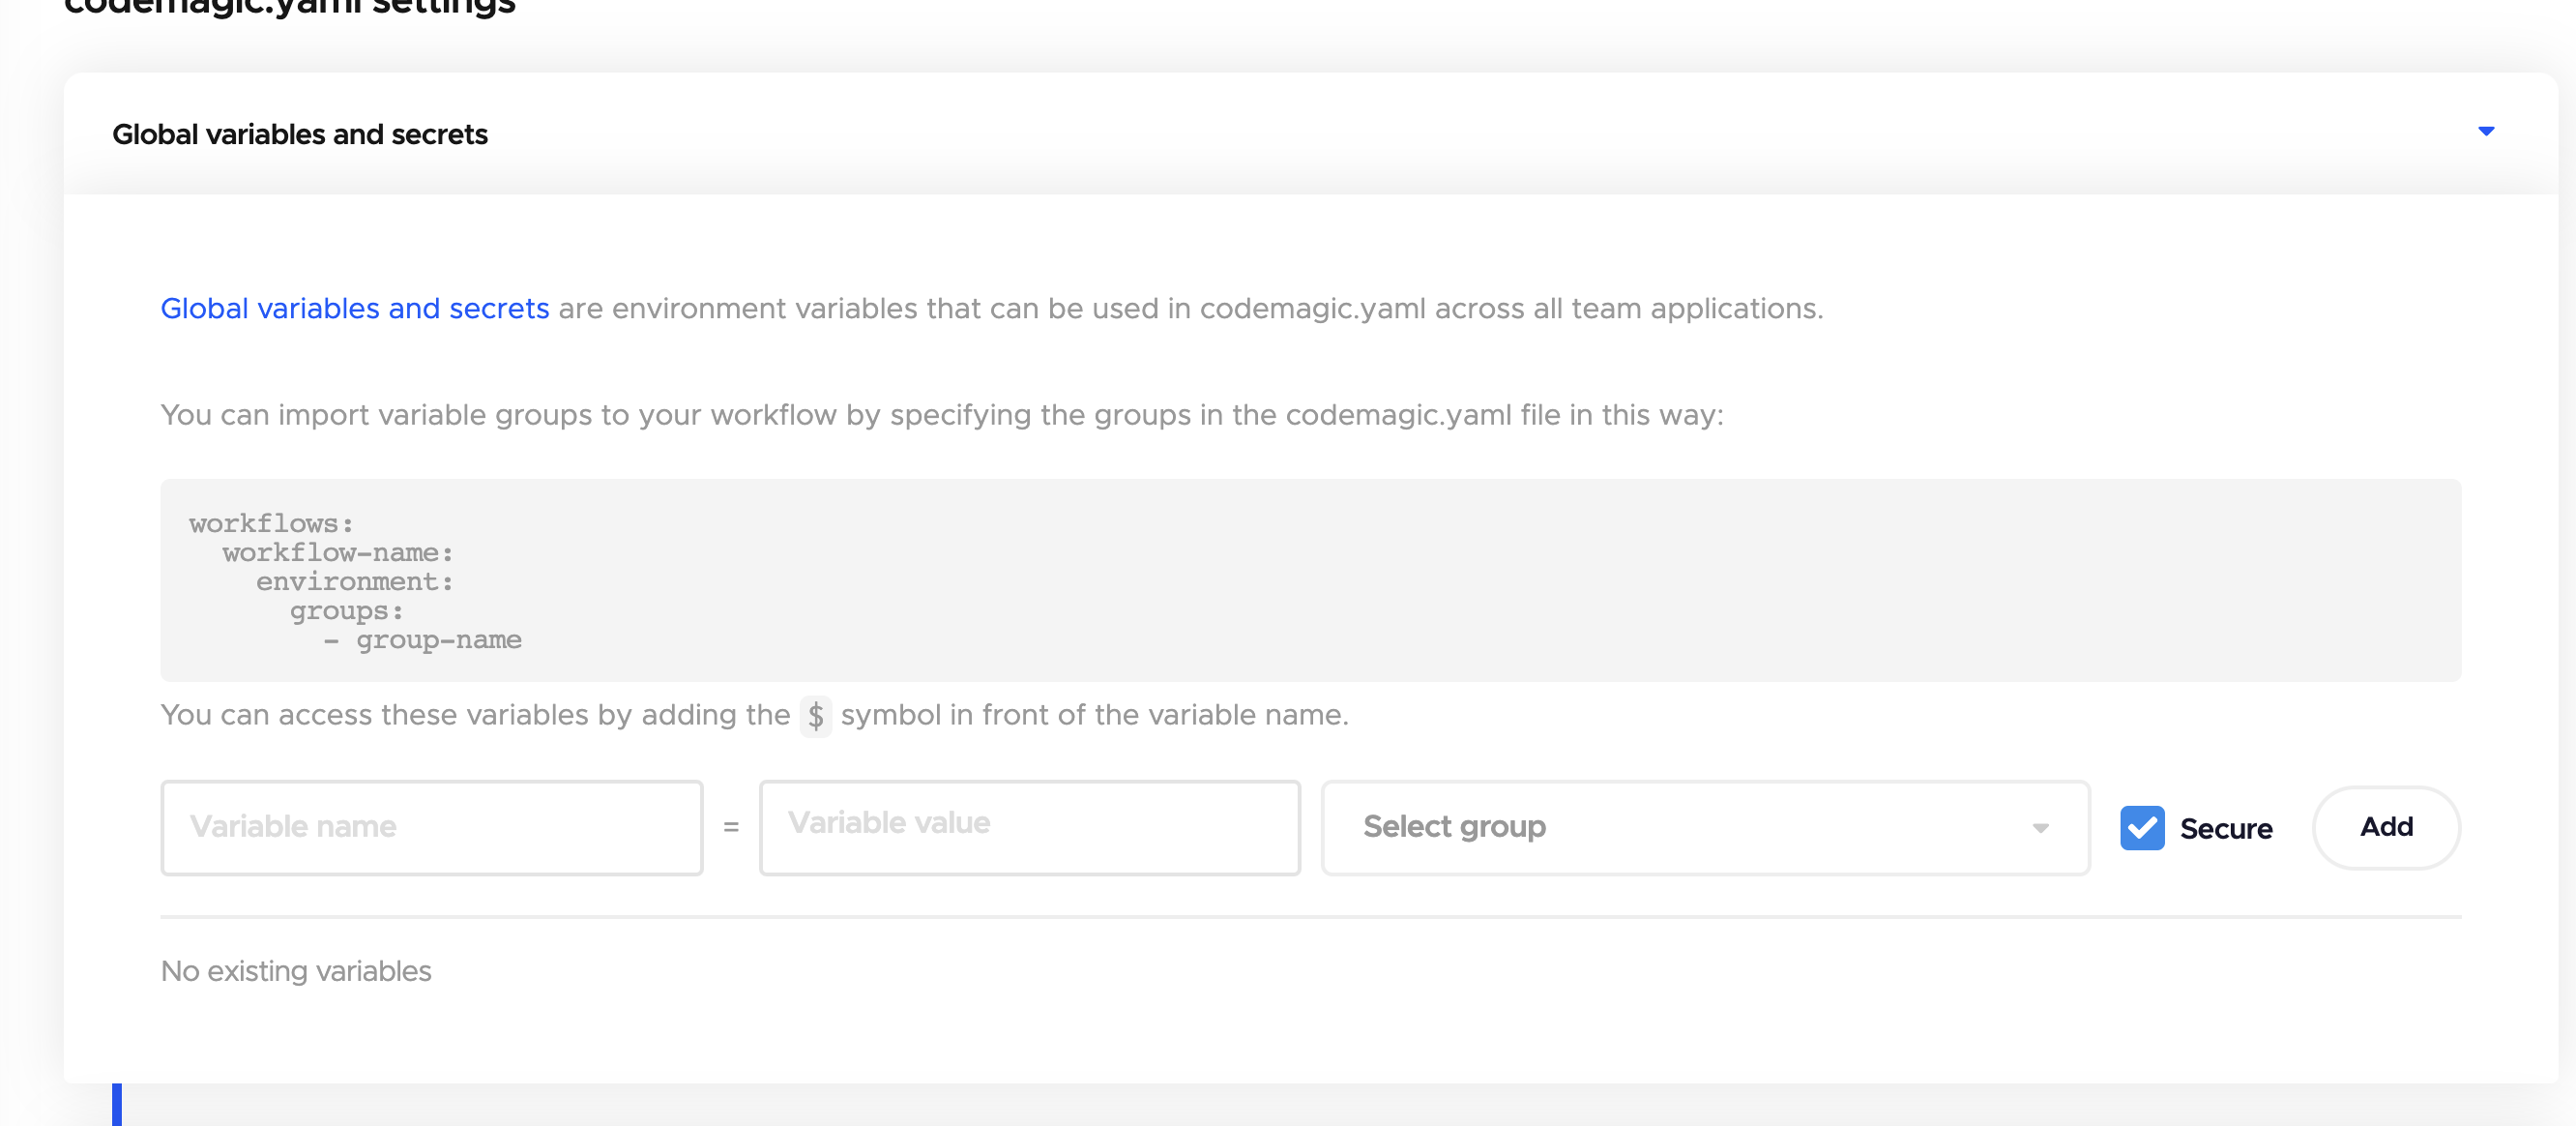 codemagic.yaml settings
Global variables and secrets
Global variables and secrets are environment variables that can be used in codemagic.yaml across all team applications.
You can import variable groups to your workflow by specifying the groups in the codemagic.yaml file in this way:
workflows:
  workflow-name:
    environment:
      groups:
        - group-name
You can access these variables by adding the $ symbol in front of the variable name.
Variable name = Variable value Select group Secure Add
No existing variables